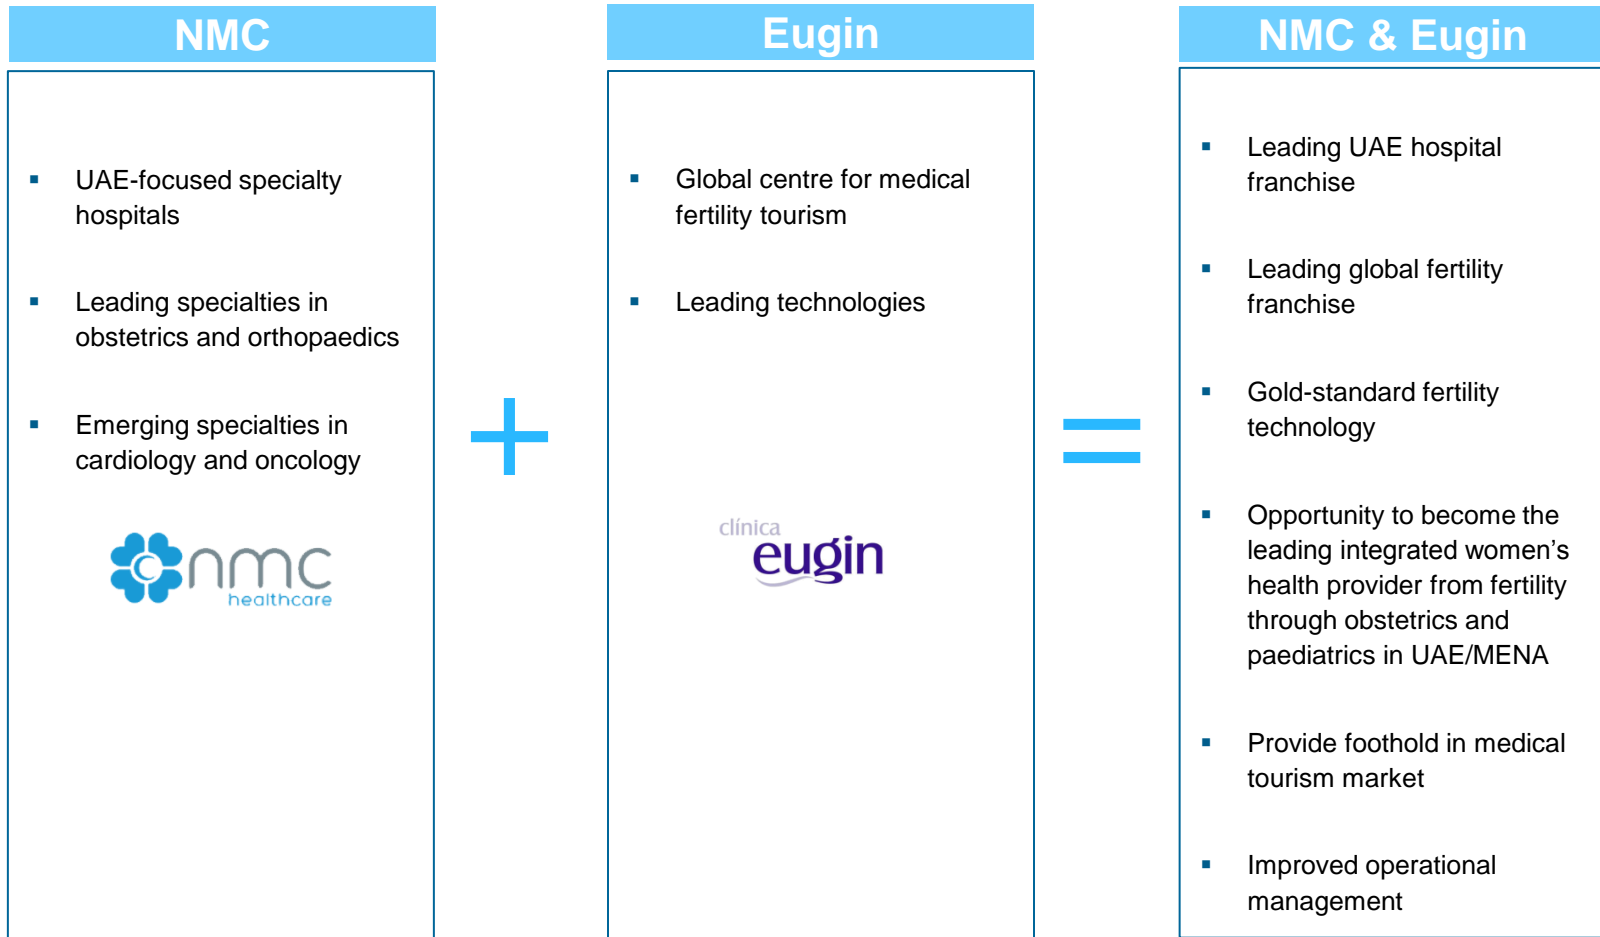 NMC
▪ UAE-focused specialty
hospitals
▪ Leading specialties in
obstetrics and orthopaedics
▪ Emerging specialties in
cardiology and oncology
nmc
healthcare
+
Eugin
▪ Global centre for medical
fertility tourism
▪ Leading technologies
clínica
eugin
=
NMC & Eugin
▪ Leading UAE hospital
franchise
▪ Leading global fertility
franchise
▪ Gold-standard fertility
technology
▪ Opportunity to become the
leading integrated women’s
health provider from fertility
through obstetrics and
paediatrics in UAE/MENA
▪ Provide foothold in medical
tourism market
▪ Improved operational
management